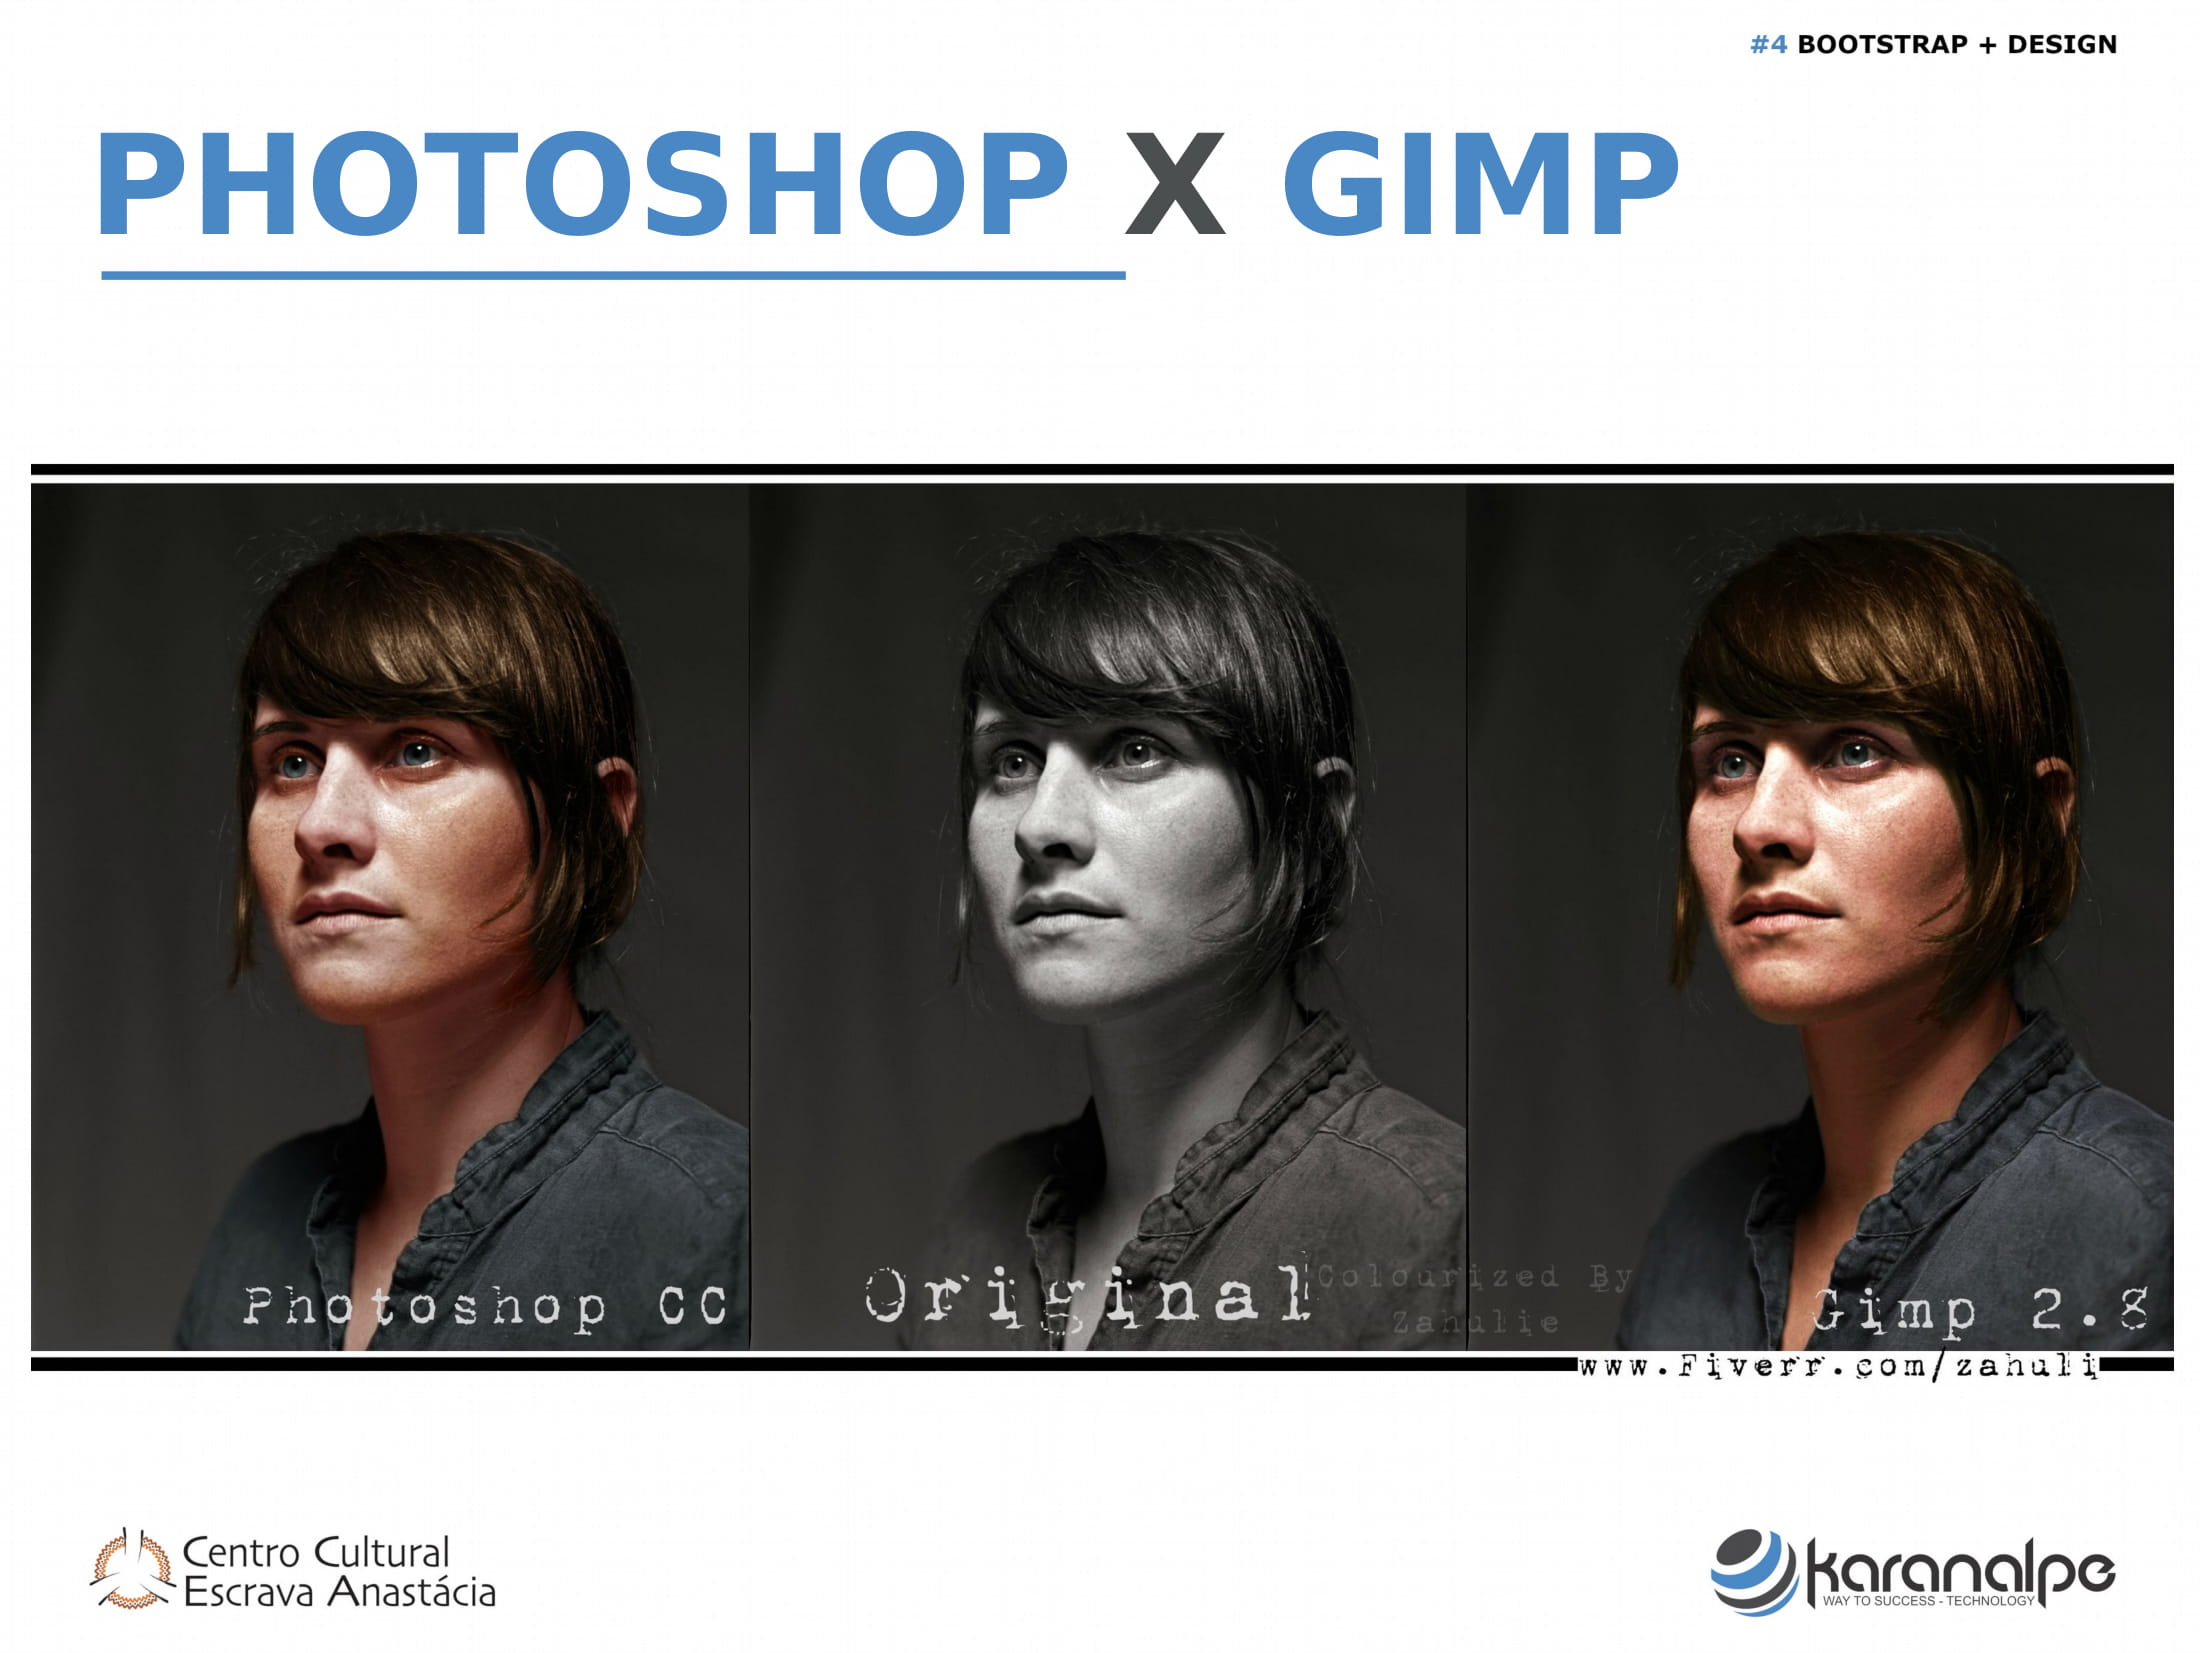 #4 BOOTSTRAP + DESIGN
PHOTOSHOP X GIMP
Photoshop CC
Original
Colourized By
Zahulie
Gimp 2.8
www.Fiverr.com/zahuli
Centro Cultural
Escrava Anastácia
karanalpe
WAY TO SUCCESS - TECHNOLOGY